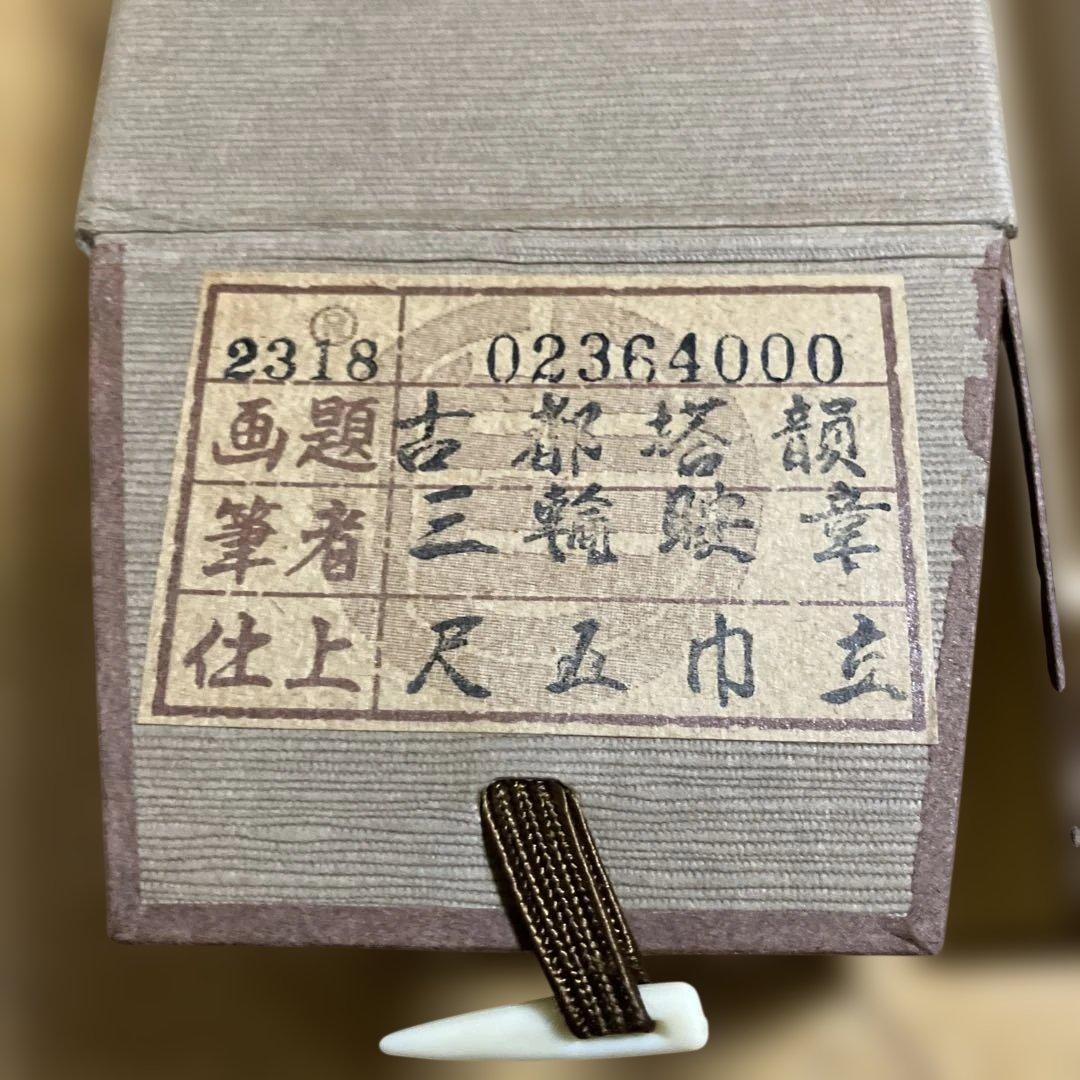 2318 02364000
画題 古都塔韻
筆者 三輪映章
仕上 尺五巾立